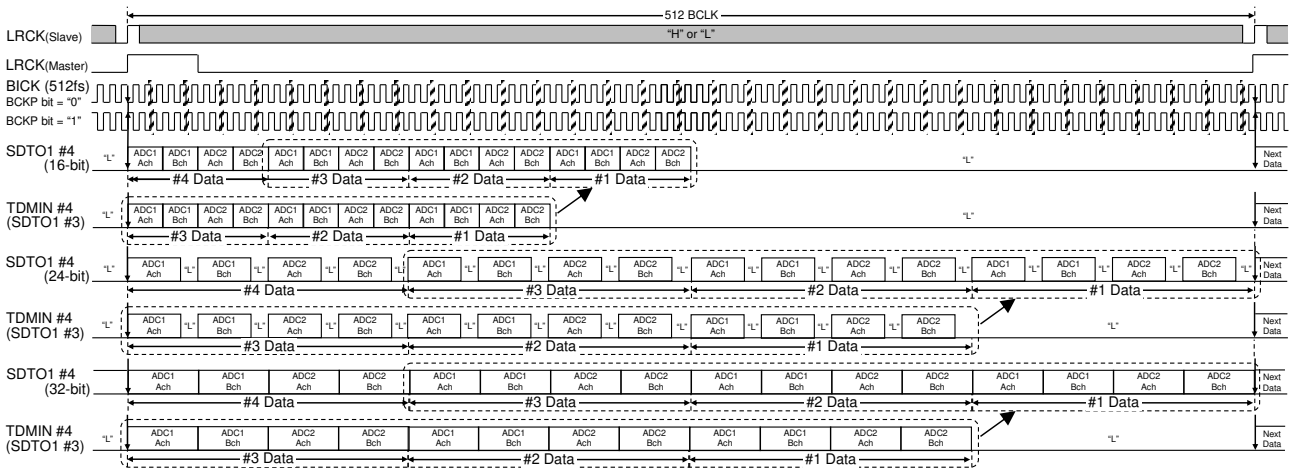 512 BCLK
LRCK(Slave) “H” or “L”
LRCK(Master)
BICK (512fs)
BCKP bit = “0”
BCKP bit = “1”
SDTO1 #4
(16-bit)
“L” ADC1 Ach ADC1 Bch ADC2 Ach ADC2 Bch ADC1 Ach ADC1 Bch ADC2 Ach ADC2 Bch ADC1 Ach ADC1 Bch ADC2 Ach ADC2 Bch ADC1 Ach ADC1 Bch ADC2 Ach ADC2 Bch “L” Next Data
#4 Data #3 Data #2 Data #1 Data
TDMIN #4
(SDTO1 #3)
“L” ADC1 Ach ADC1 Bch ADC2 Ach ADC2 Bch ADC1 Ach ADC1 Bch ADC2 Ach ADC2 Bch ADC1 Ach ADC1 Bch ADC2 Ach ADC2 Bch “L” Next Data
#3 Data #2 Data #1 Data
SDTO1 #4
(24-bit)
“L” ADC1 Ach “L” ADC1 Bch “L” ADC2 Ach “L” ADC2 Bch “L” ADC1 Ach “L” ADC1 Bch “L” ADC2 Ach “L” ADC2 Bch “L” ADC1 Ach “L” ADC1 Bch “L” ADC2 Ach “L” ADC2 Bch “L” ADC1 Ach “L” ADC1 Bch “L” ADC2 Ach “L” ADC2 Bch “L” Next Data
#4 Data #3 Data #2 Data #1 Data
TDMIN #4
(SDTO1 #3)
“L” ADC1 Ach “L” ADC1 Bch “L” ADC2 Ach “L” ADC2 Bch “L” ADC1 Ach “L” ADC1 Bch “L” ADC2 Ach “L” ADC2 Bch “L” ADC1 Ach “L” ADC1 Bch “L” ADC2 Ach “L” ADC2 Bch “L” Next Data
#3 Data #2 Data #1 Data
SDTO1 #4
(32-bit)
ADC1 Ach ADC1 Bch ADC2 Ach ADC2 Bch ADC1 Ach ADC1 Bch ADC2 Ach ADC2 Bch ADC1 Ach ADC1 Bch ADC2 Ach ADC2 Bch ADC1 Ach ADC1 Bch ADC2 Ach ADC2 Bch Next Data
#4 Data #3 Data #2 Data #1 Data
TDMIN #4
(SDTO1 #3)
“L” ADC1 Ach ADC1 Bch ADC2 Ach ADC2 Bch ADC1 Ach ADC1 Bch ADC2 Ach ADC2 Bch ADC1 Ach ADC1 Bch ADC2 Ach ADC2 Bch “L” Next Data
#3 Data #2 Data #1 Data